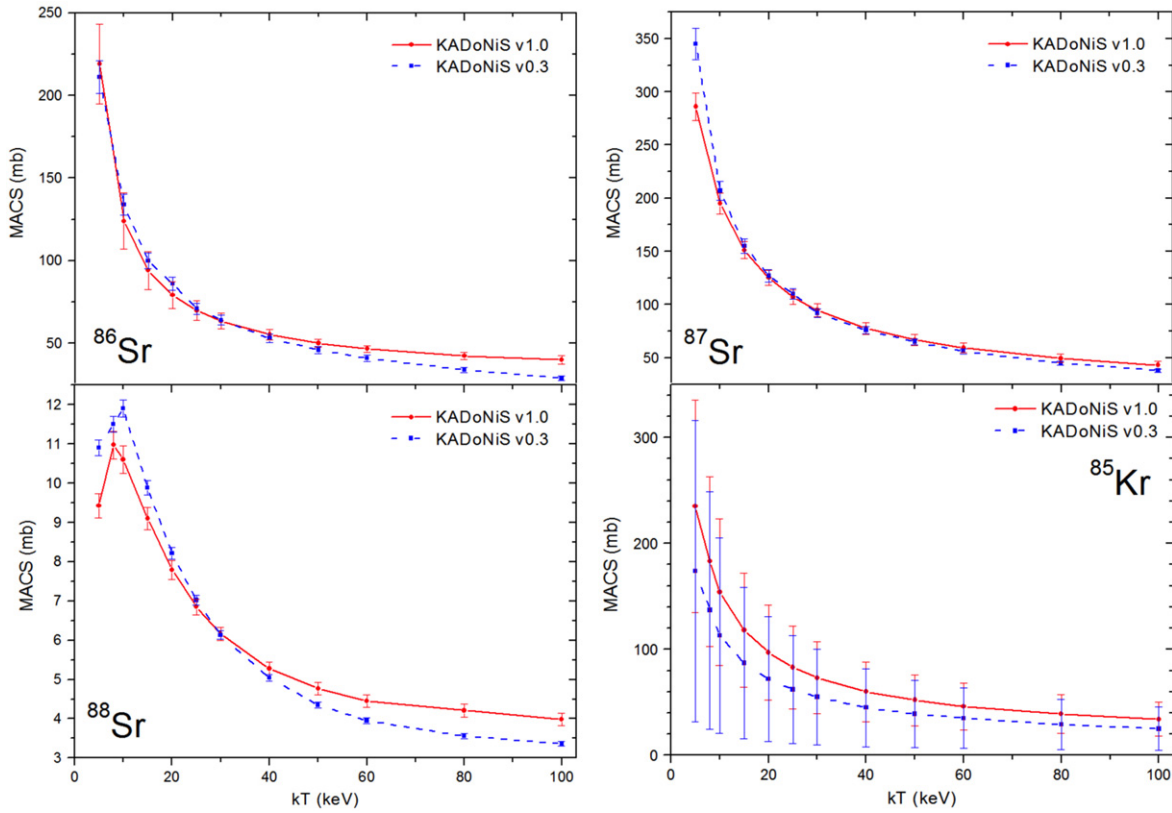 250
200
150
100
50
MACS (mb)
KADoNiS v1.0
KADoNiS v0.3
86Sr
350
300
250
200
150
100
50
MACS (mb)
KADoNiS v1.0
KADoNiS v0.3
87Sr
12
11
10
9
8
7
6
5
4
3
MACS (mb)
KADoNiS v1.0
KADoNiS v0.3
88Sr
0 20 40 60 80 100
kT (keV)
300
200
100
0
MACS (mb)
KADoNiS v1.0
KADoNiS v0.3
85Kr
0 20 40 60 80 100
kT (keV)